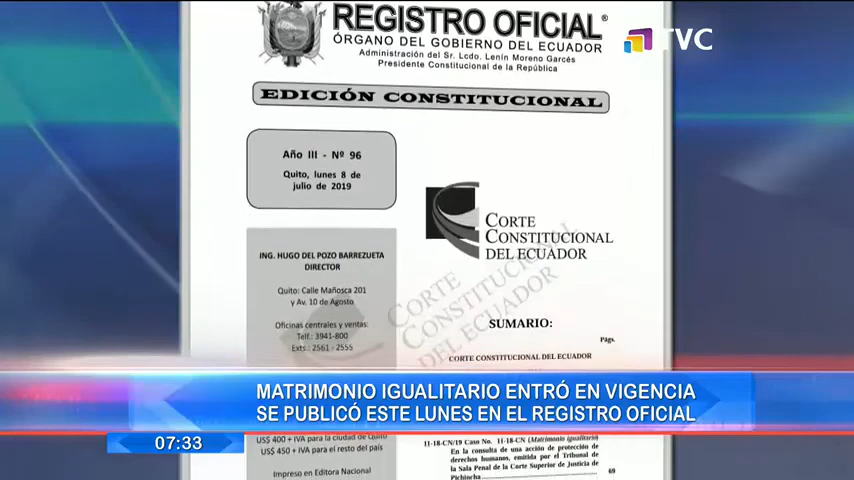 REGISTRO OFICIAL®
ÓRGANO DEL GOBIERNO DEL ECUADOR
Administración del Sr. Lcdo. Lenín Moreno Garcés
Presidente Constitucional de la República
TVC
EDICIÓN CONSTITUCIONAL
Año III - Nº 96
Quito, lunes 8 de
julio de 2019
CORTE
CONSTITUCIONAL
DEL ECUADOR
ING. HUGO DEL POZO BARREZUETA
DIRECTOR
Quito: Calle Mañosca 201
y Av. 10 de Agosto
Oficinas centrales y ventas:
Telf.: 3941-800
Exts.: 2561 - 2555
CORTE
CONSTITUCIONAL
DEL ECUADOR
SUMARIO:
Págs.
CORTE CONSTITUCIONAL DEL ECUADOR
MATRIMONIO IGUALITARIO ENTRÓ EN VIGENCIA
SE PUBLICÓ ESTE LUNES EN EL REGISTRO OFICIAL
07:33
US$ 400 + IVA para la ciudad de Quito
US$ 450 + IVA para el resto del país
Impreso en Editora Nacional
11-18-CN/19 Caso No. 11-18-CN (Matrimonio igualitario)
En la consulta de una acción de protección de
derechos humanos, emitida por el Tribunal de
la Sala Penal de la Corte Superior de Justicia de
Pichincha 69